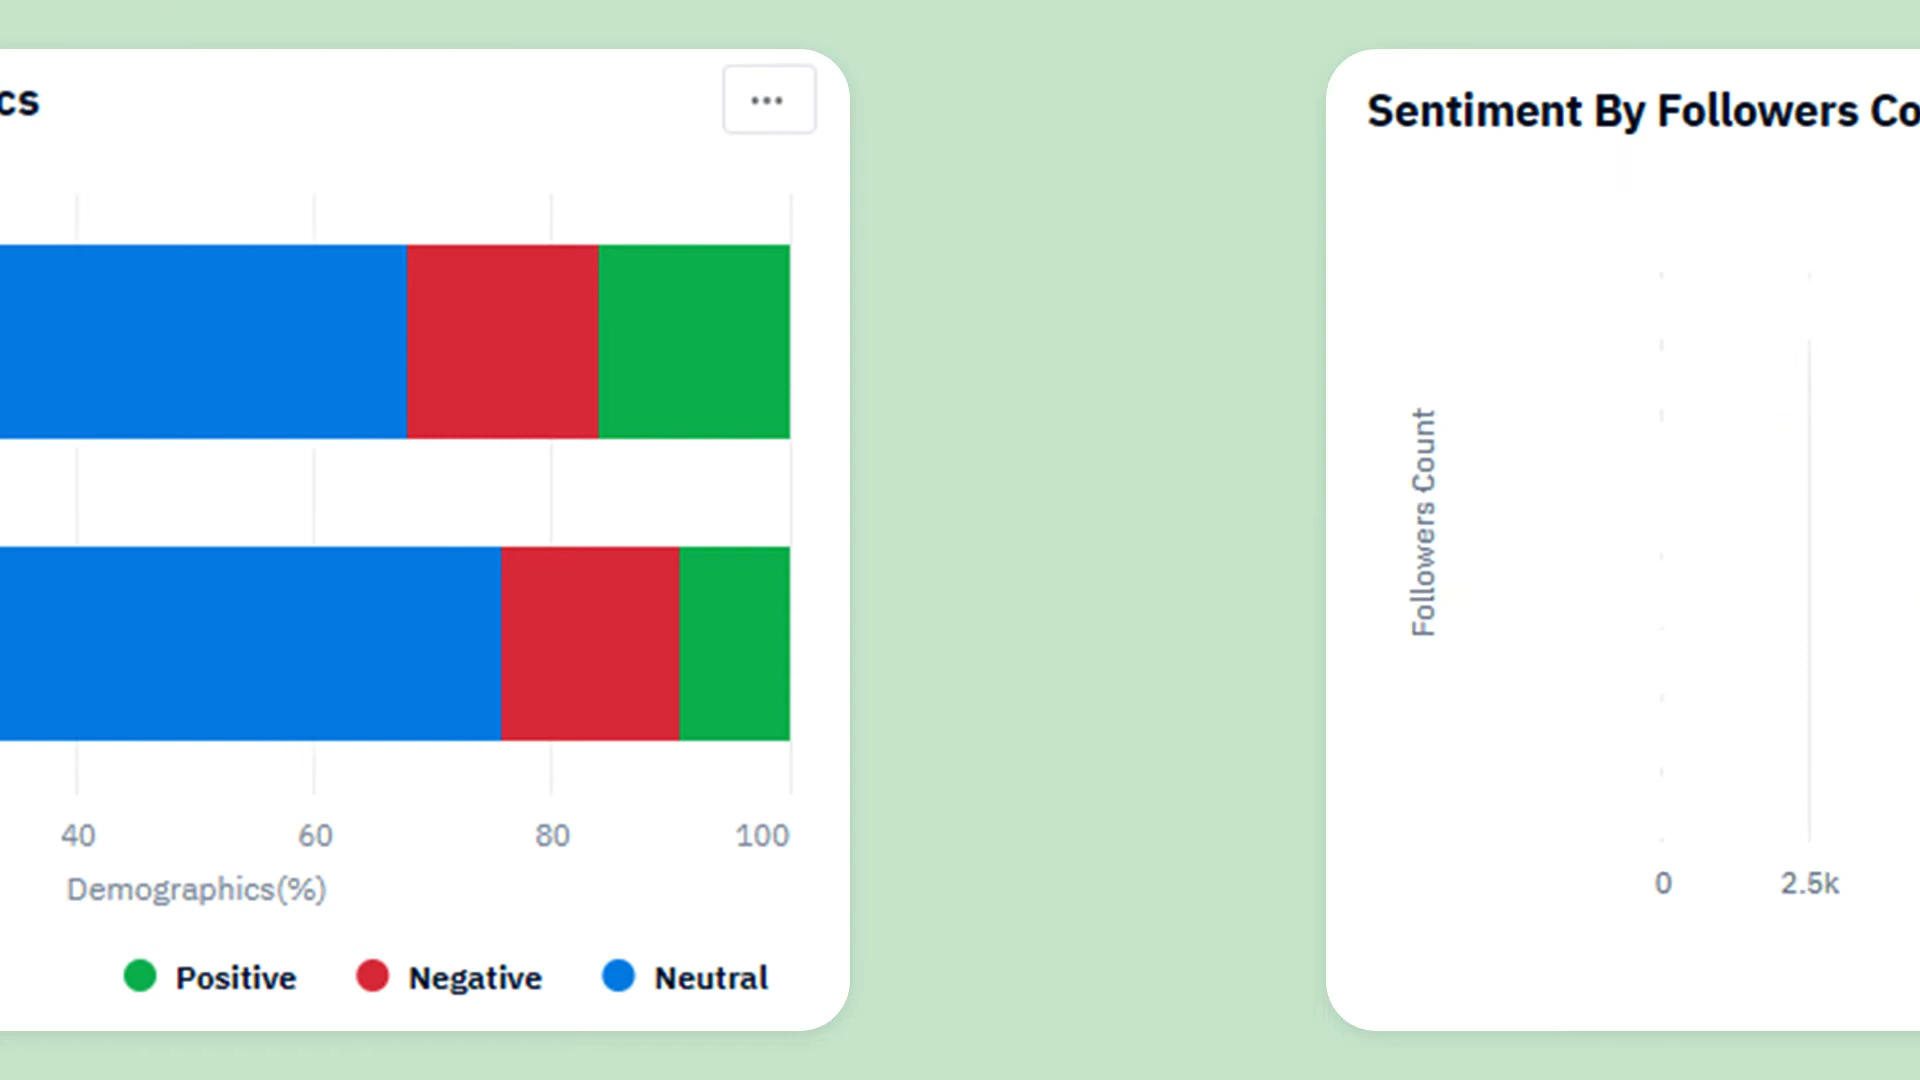 cs
40 60 80 100
Demographics(%)
Positive Negative Neutral
Sentiment By Followers Co
Followers Count
0 2.5k